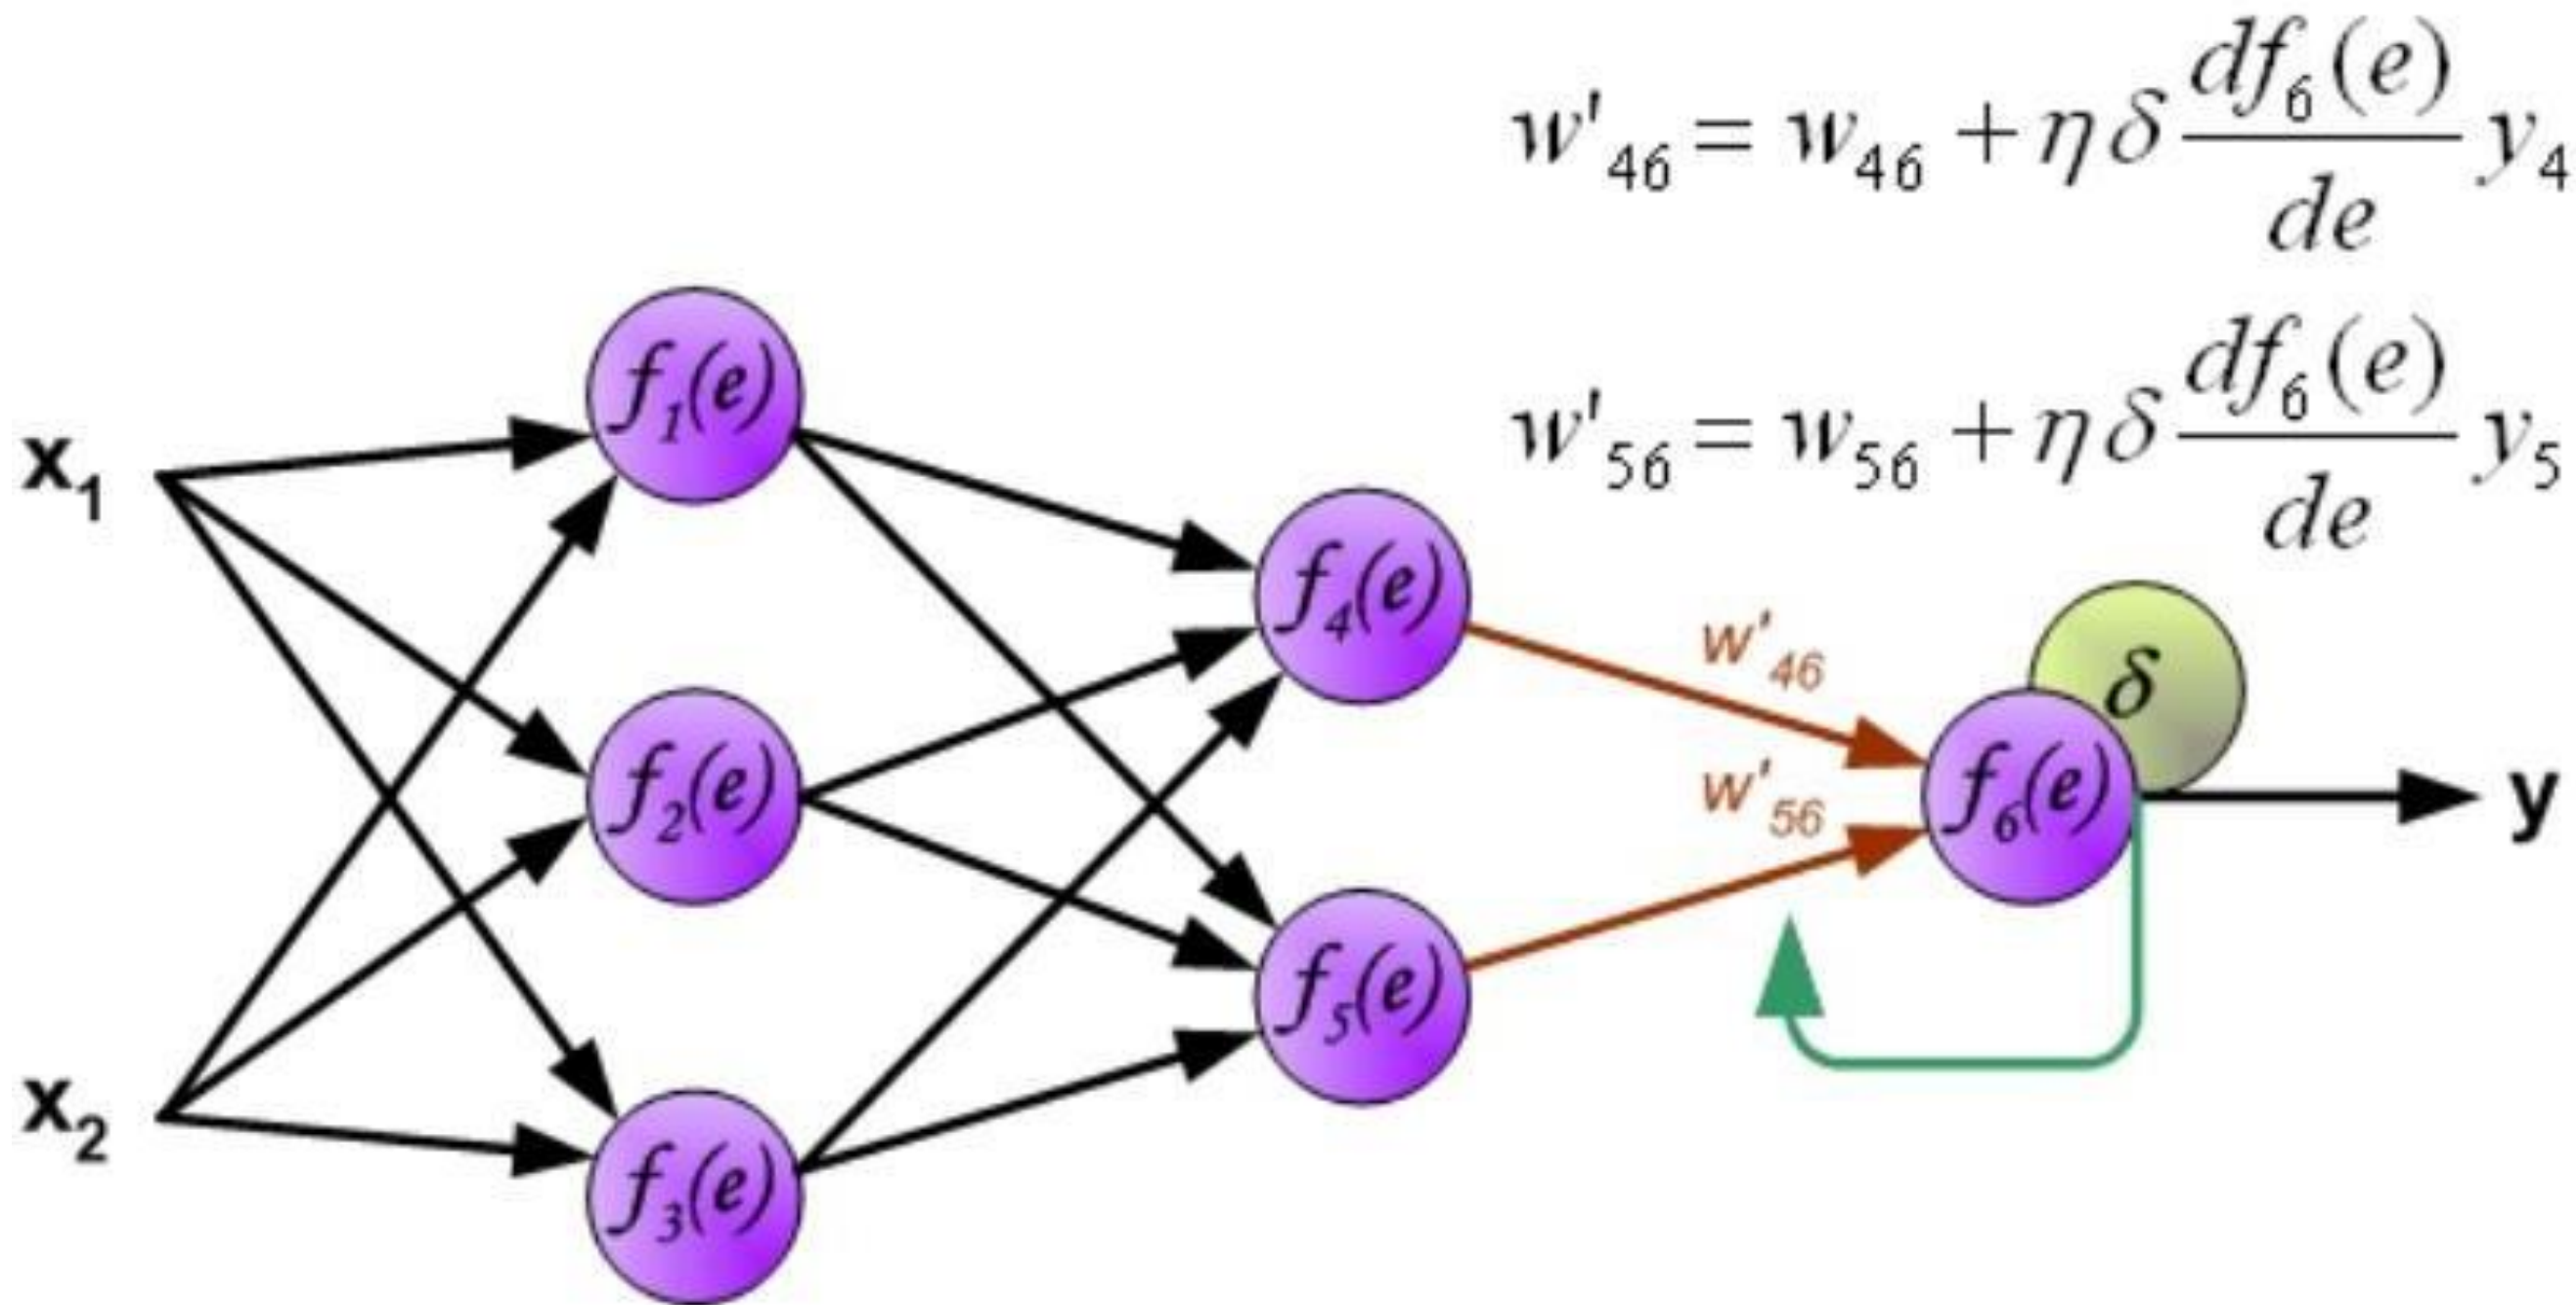 w'46 = w46 + ηδ df6(e)/de y4
w'56 = w56 + ηδ df6(e)/de y5
x1
x2
f1(e)
f2(e)
f3(e)
f4(e)
f5(e)
w'46
w'56
f6(e)
δ
y